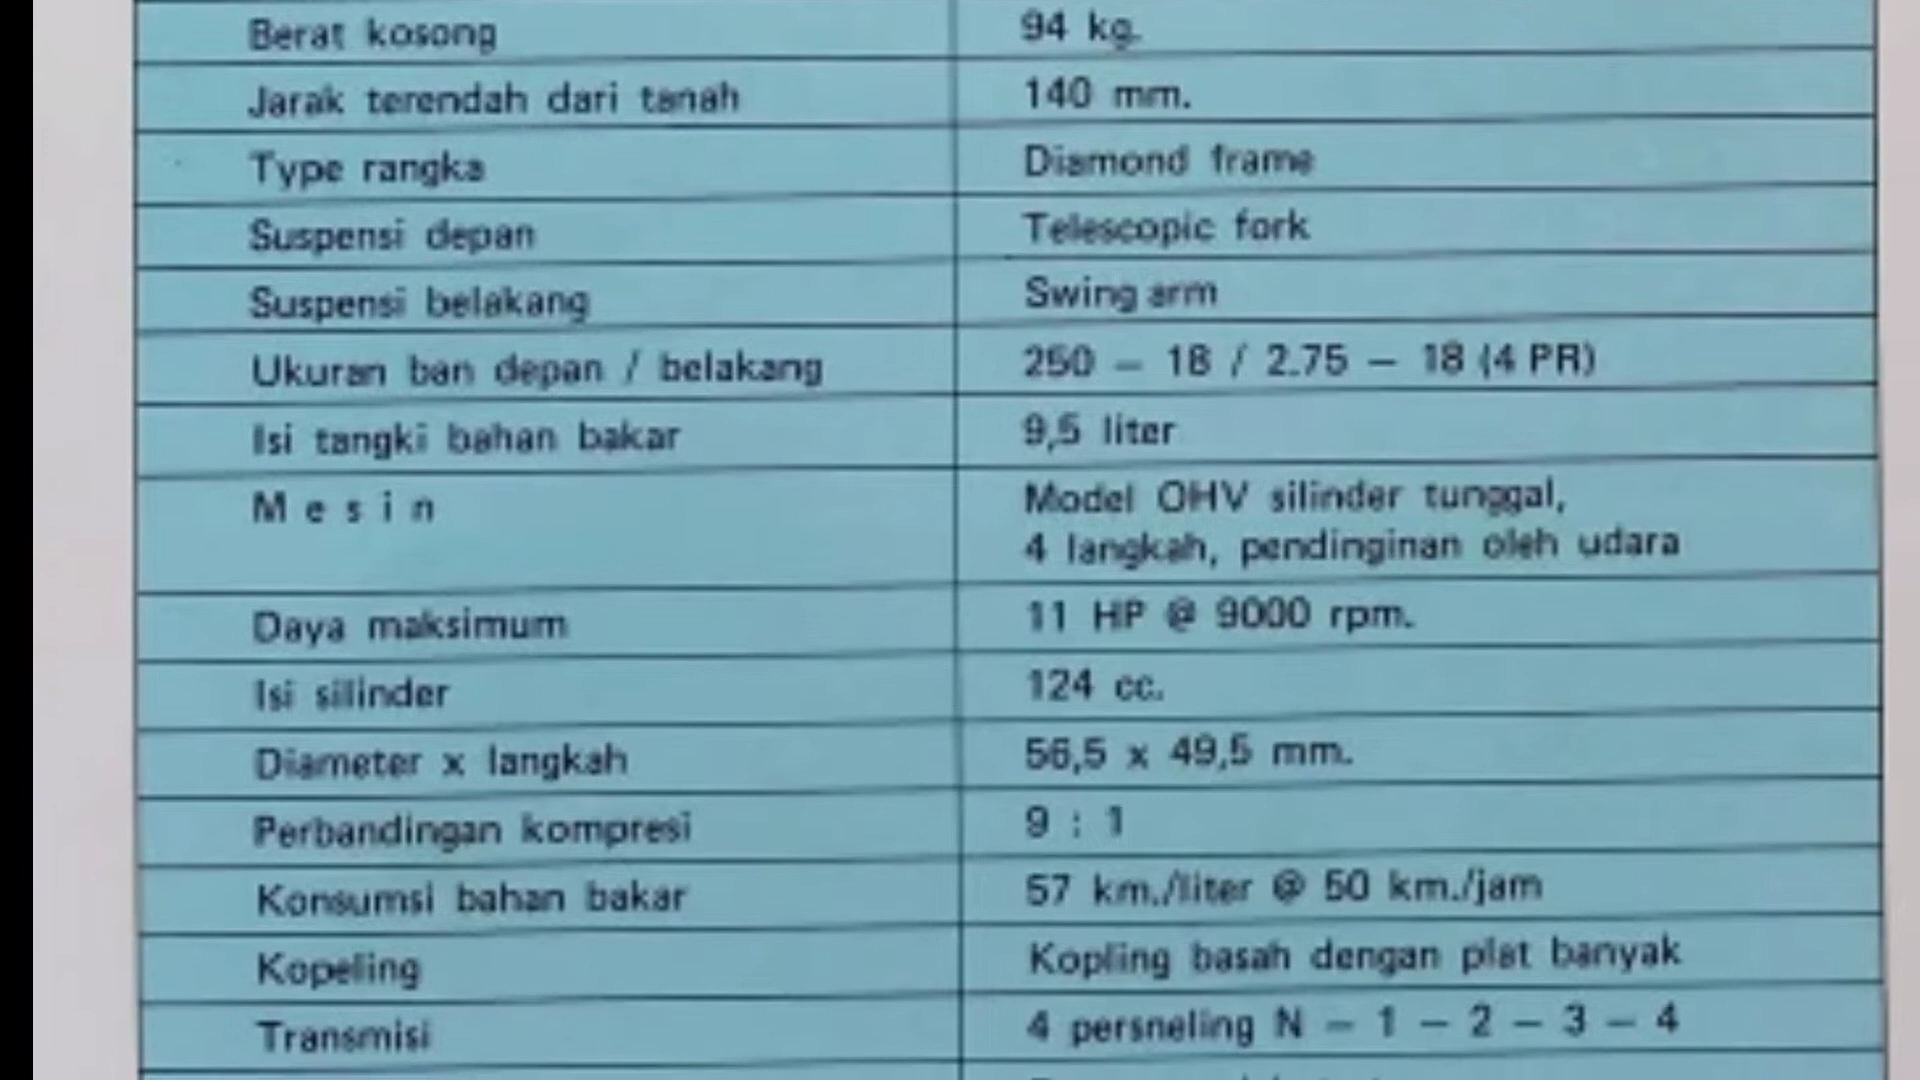 Berat kosong 94 kg.
Jarak terendah dari tanah 140 mm.
Type rangka Diamond frame
Suspensi depan Telescopic fork
Suspensi belakang Swing arm
Ukuran ban depan / belakang 250 – 18 / 2.75 – 18 (4 PR)
Isi tangki bahan bakar 9,5 liter
M e s i n Model OHV silinder tunggal,
4 langkah, pendinginan oleh udara
Daya maksimum 11 HP @ 9000 rpm.
Isi silinder 124 cc.
Diameter x langkah 56,5 x 49,5 mm.
Perbandingan kompresi 9 : 1
Konsumsi bahan bakar 57 km./liter @ 50 km./jam
Kopeling Kopling basah dengan plat banyak
Transmisi 4 persneling N – 1 – 2 – 3 – 4